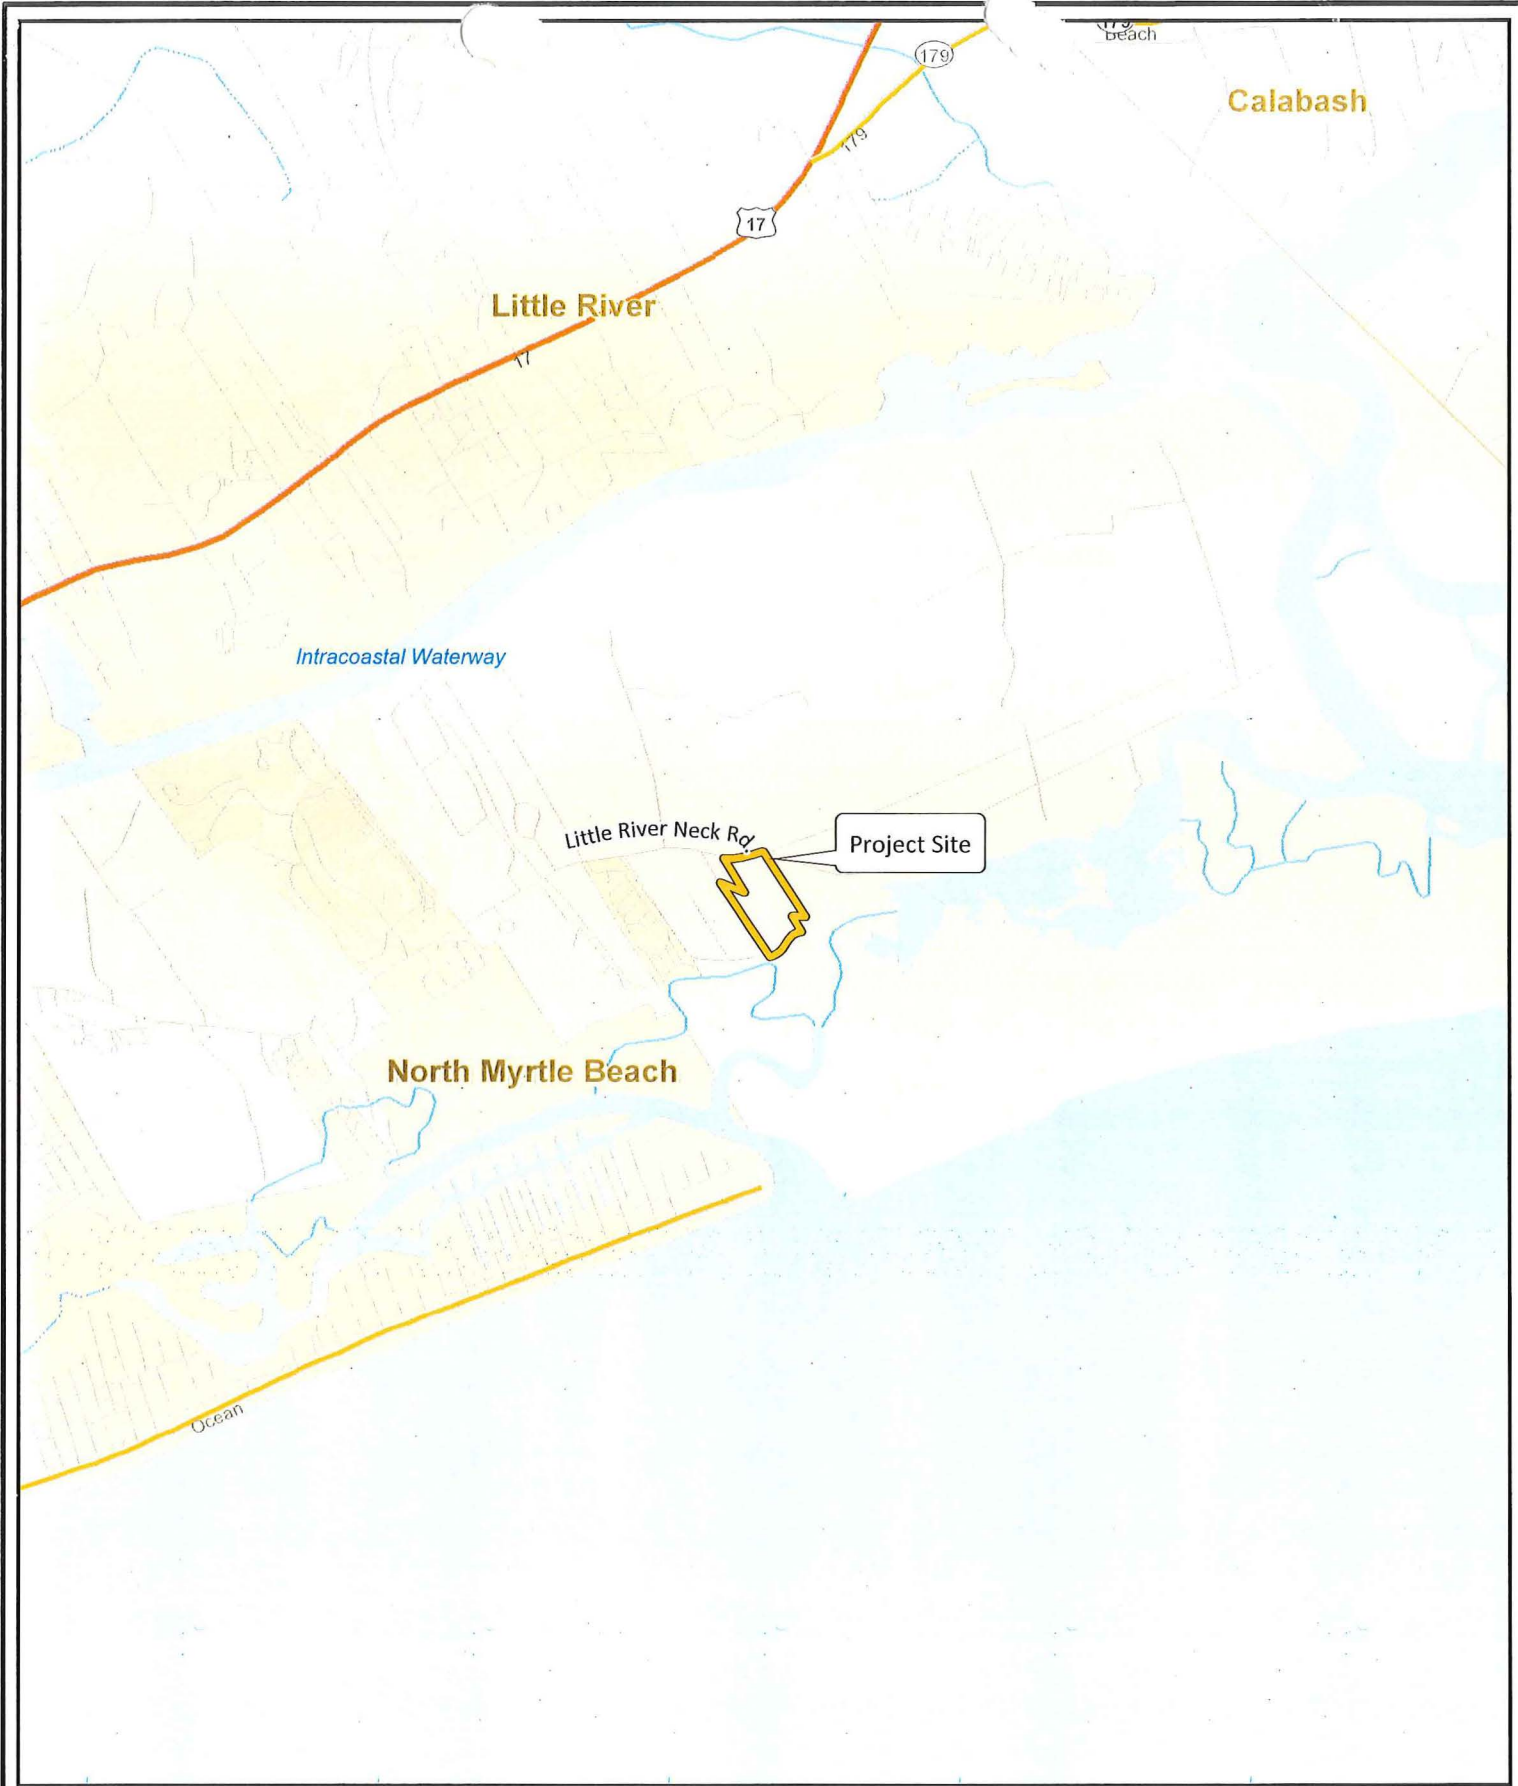 179
Beach
179
Calabash
179
17
Little River
17
Intracoastal Waterway
Little River Neck Rd.
Project Site
North Myrtle Beach
Ocean